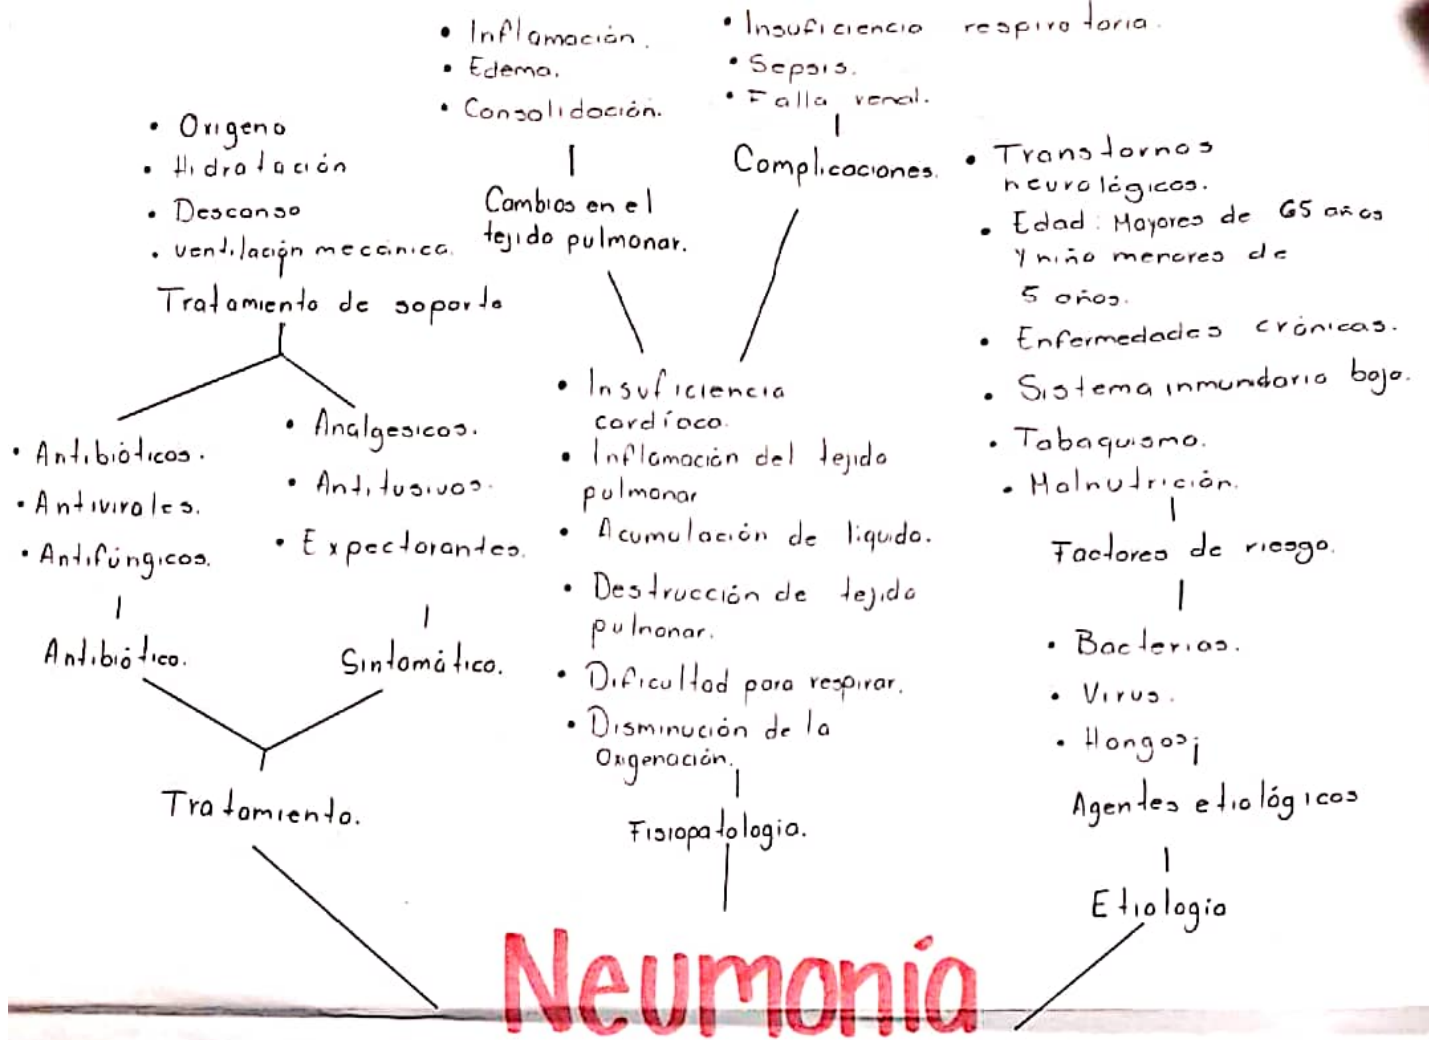 • Inflamación.
• Edema.
• Consolidación.
Cambios en el
tejido pulmonar.
• Insuficiencia respiratoria.
• Sepsis.
• Falla renal.
Complicaciones.
• Oxigeno
• Hidratación
• Descanso
• ventilación mecánica.
Tratamiento de soporte
• Antibióticos.
• Antivirales.
• Antifúngicos.
Antibiótico.
• Analgesicos.
• Antitusivos.
• Expectorantes.
Sintomático.
Tratamiento.
• Insuficiencia
cardíaca.
• Inflamación del tejido
pulmonar
• Acumulación de liquido.
• Destrucción de tejido
pulnonar.
• Dificultad para respirar.
• Disminución de la
Oxigenación.
Fisiopatologia.
• Transtornos
neurológicos.
• Edad: Mayores de 65 años
y niño menores de
5 años.
• Enfermedades crónicas.
• Sistema inmundario bajo.
• Tabaquismo.
• Malnutrición.
Factores de riesgo.
• Bacterias.
• Virus.
• Hongos¡
Agentes etiológicos
Etiologia
Neumonía